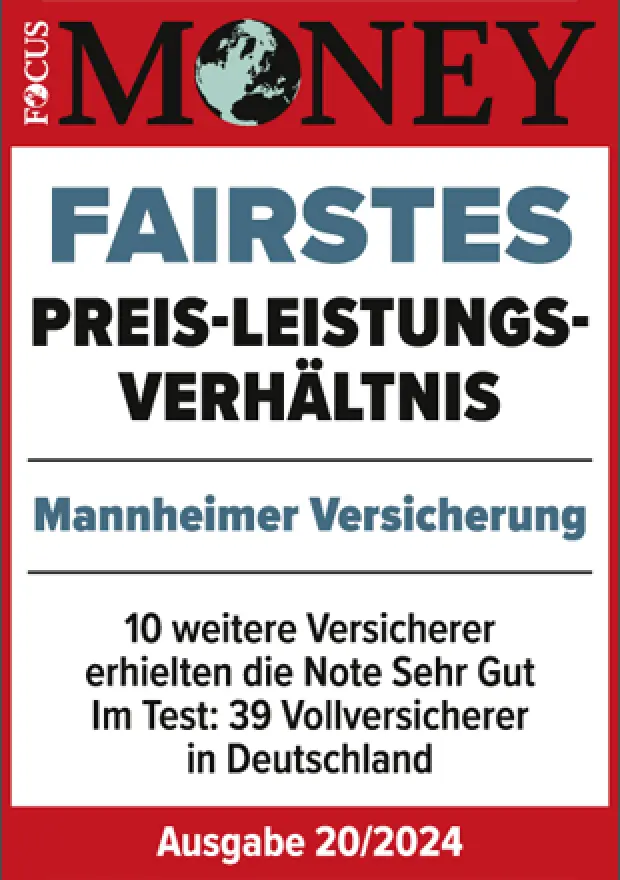 FOCUS
MONEY
FAIRSTES
PREIS-LEISTUNGS-
VERHÄLTNIS
Mannheimer Versicherung
10 weitere Versicherer
erhielten die Note Sehr Gut
Im Test: 39 Vollversicherer
in Deutschland
Ausgabe 20/2024